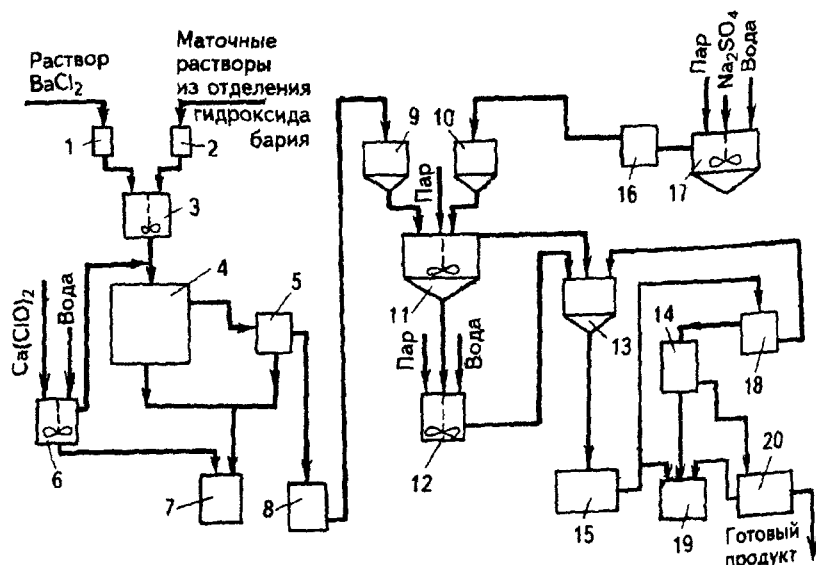 Раствор
BaCl₂
Маточные
растворы
из отделения
гидроксида
бария
1
2
3
4
5
Ca(ClO)₂
Вода
6
7
8
9
10
Пар
11
Пар
Вода
12
13
14
15
16
Пар
Na₂SO₄
Вода
17
18
19
20
Готовый
продукт